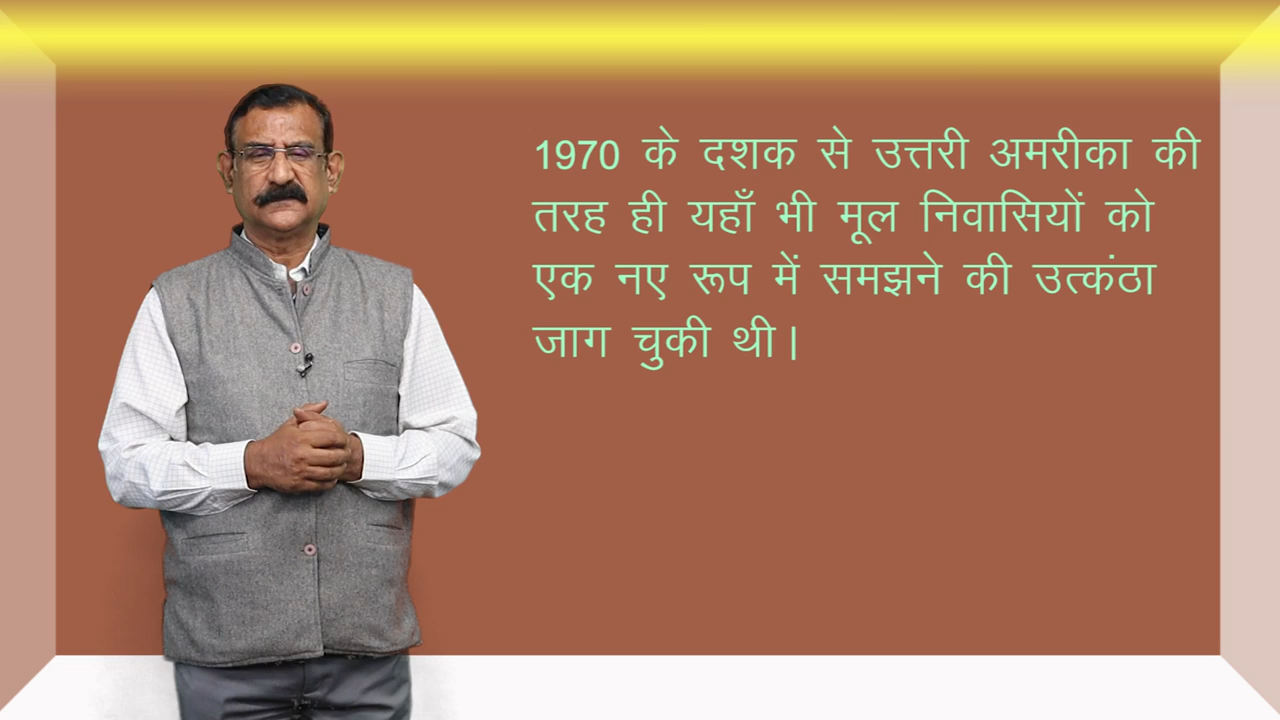 1970 के दशक से उत्तरी अमरीका की
तरह ही यहाँ भी मूल निवासियों को
एक नए रूप में समझने की उत्कंठा
जाग चुकी थी।